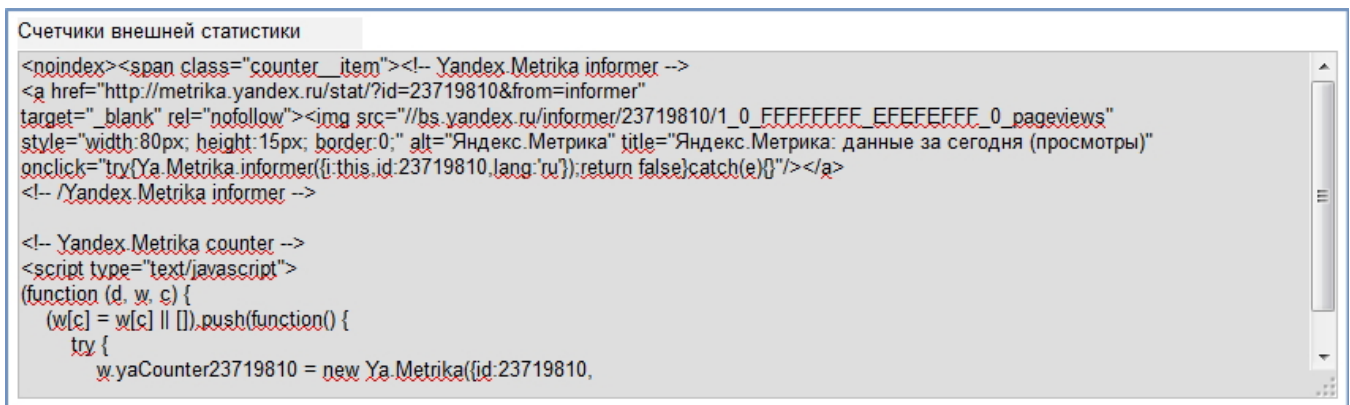 Счетчики внешней статистики
<noindex><span class="counter__item"><!-- Yandex.Metrika informer -->
<a href="http://metrika.yandex.ru/stat/?id=23719810&from=informer"
target="_blank" rel="nofollow"><img src="//bs.yandex.ru/informer/23719810/1_0_FFFFFFFF_EFEFEFFF_0_pageviews"
style="width:80px; height:15px; border:0;" alt="Яндекс.Метрика" title="Яндекс.Метрика: данные за сегодня (просмотры)"
onclick="try{Ya.Metrika.informer({i:this,id:23719810,lang:'ru'});return false}catch(e){}"/></a>
<!-- /Yandex.Metrika informer -->
<!-- Yandex.Metrika counter -->
<script type="text/javascript">
(function (d, w, c) {
(w[c] = w[c] || []).push(function() {
try {
w.yaCounter23719810 = new Ya.Metrika({id:23719810,